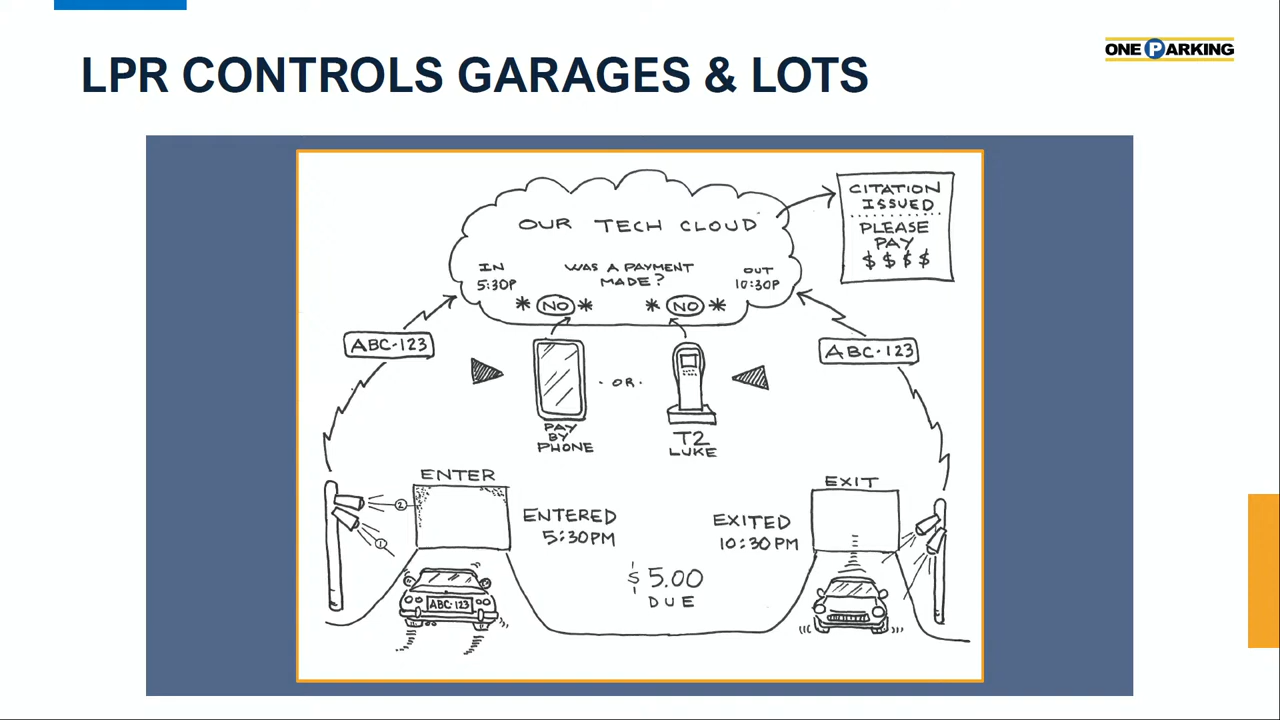 ONE PARKING
LPR CONTROLS GARAGES & LOTS
OUR TECH CLOUD
CITATION
ISSUED
PLEASE
PAY
$ $ $ $
IN
5:30P
WAS A PAYMENT
MADE?
OUT
10:30P
* NO *
* NO *
ABC·123
ABC·123
· OR ·
PAY
BY
PHONE
T2
LUKE
ENTER
EXIT
2
1
ENTERED
5:30PM
EXITED
10:30PM
$5.00
DUE
ABC·123